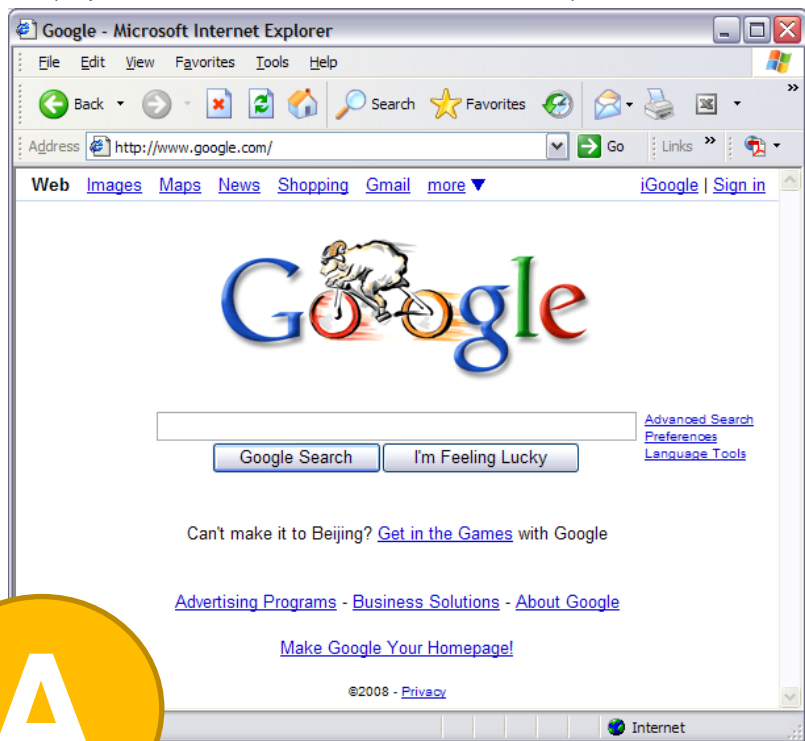 Google - Microsoft Internet Explorer
File Edit View Favorites Tools Help
Back Search Favorites
Address http://www.google.com/ Go Links
Web Images Maps News Shopping Gmail more ▼ iGoogle | Sign in
Google
Advanced Search
Preferences
Language Tools
Google Search I'm Feeling Lucky
Can't make it to Beijing? Get in the Games with Google
Advertising Programs - Business Solutions - About Google
Make Google Your Homepage!
©2008 - Privacy
Internet
A